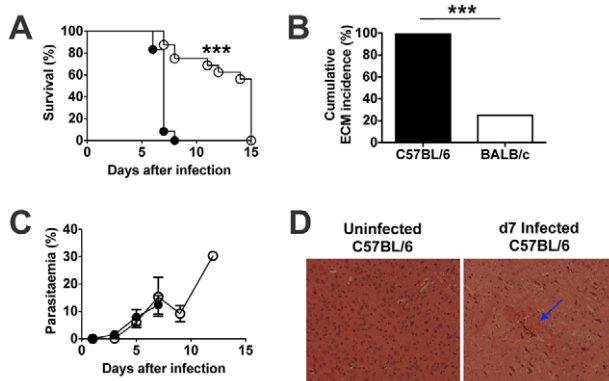 A
Survival (%)
100
80
60
40
20
0
***
0
5
10
15
Days after infection
B
Cumulative
ECM incidence (%)
100
80
60
40
20
0
***
C57BL/6
BALB/c
C
Parasitaemia (%)
40
30
20
10
0
0
5
10
15
Days after infection
D
Uninfected
C57BL/6
d7 Infected
C57BL/6